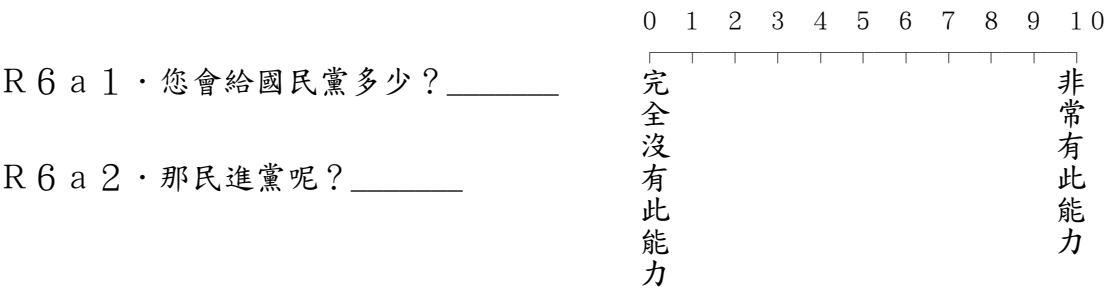 ０　１　２　３　４　５　６　７　８　９　１０
Ｒ６ａ１．您會給國民黨多少？________
Ｒ６ａ２．那民進黨呢？________
完全沒有此能力
非常有此能力